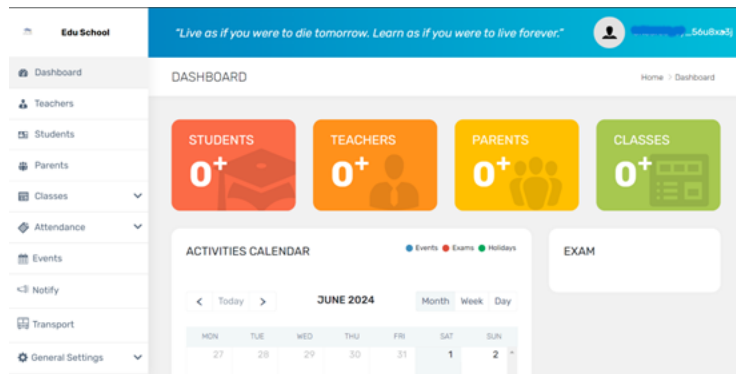 Edu School
"Live as if you were to die tomorrow. Learn as if you were to live forever."
_56u8xa8j
Dashboard
Teachers
Students
Parents
Classes
Attendance
Events
Notify
Transport
General Settings
DASHBOARD
Home > Dashboard
STUDENTS
0+
TEACHERS
0+
PARENTS
0+
CLASSES
0+
ACTIVITIES CALENDAR
Events Exams Holidays
< Today >
JUNE 2024
Month Week Day
MON TUE WED THU FRI SAT SUN
27 28 29 30 31 1 2
EXAM